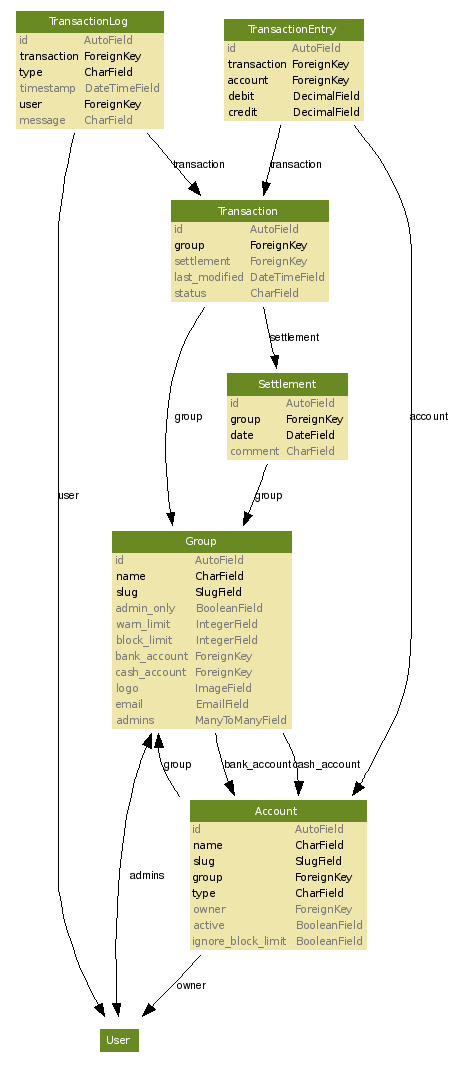 TransactionLog
id AutoField
transaction ForeignKey
type CharField
timestamp DateTimeField
user ForeignKey
message CharField
TransactionEntry
id AutoField
transaction ForeignKey
account ForeignKey
debit DecimalField
credit DecimalField
transaction
transaction
Transaction
id AutoField
group ForeignKey
settlement ForeignKey
last_modified DateTimeField
status CharField
settlement
Settlement
id AutoField
group ForeignKey
date DateField
comment CharField
group
account
user
group
Group
id AutoField
name CharField
slug SlugField
admin_only BooleanField
warn_limit IntegerField
block_limit IntegerField
bank_account ForeignKey
cash_account ForeignKey
logo ImageField
email EmailField
admins ManyToManyField
group
bank_account
cash_account
Account
id AutoField
name CharField
slug SlugField
group ForeignKey
type CharField
owner ForeignKey
active BooleanField
ignore_block_limit BooleanField
admins
owner
User